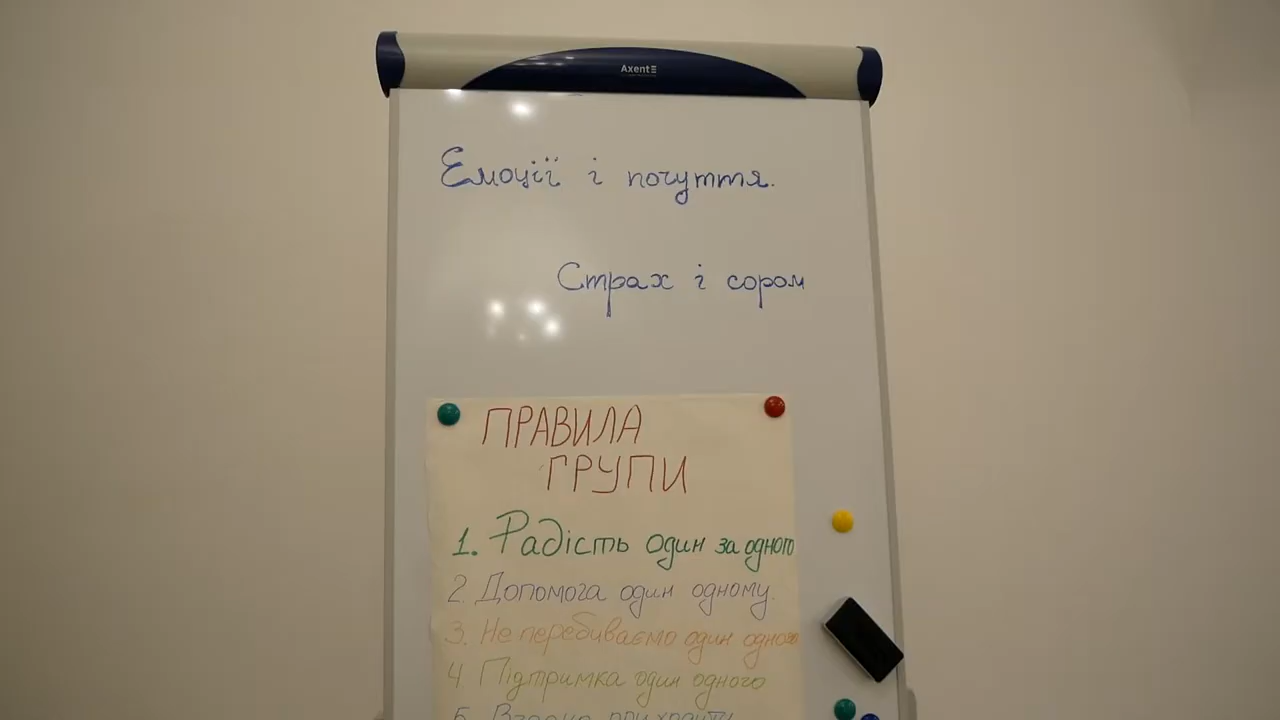 Axent
Емоції і почуття.
Страх і сором
ПРАВИЛА
ГРУПИ
1. Радість один за одного
2. Допомога один одному.
3. Не перебиваємо один одного
4. Підтримка один одного
5.